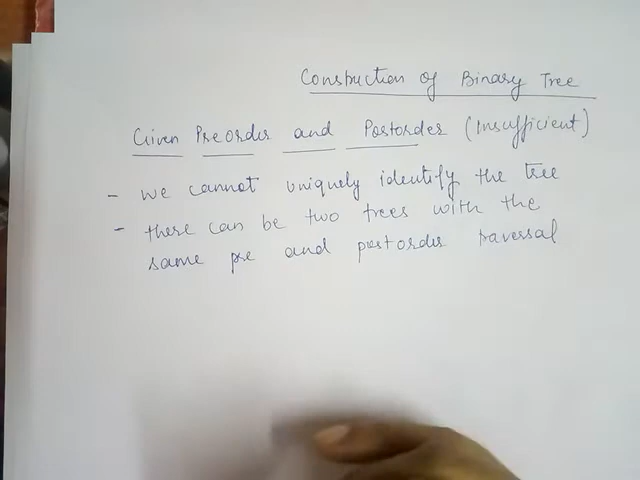 Construction of Binary Tree
Given Preorder and Postorder (Insufficient)
- we cannot uniquely identify the tree
- there can be two trees with the
same pre and postorder traversal